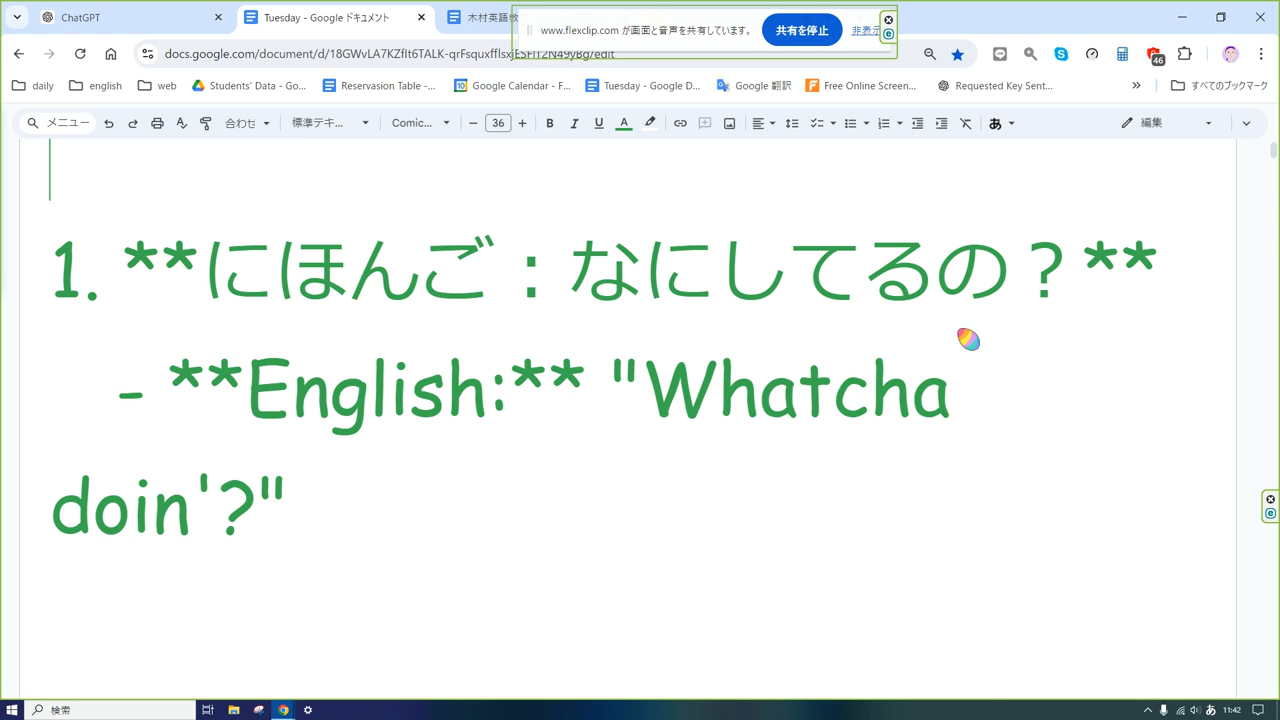 ChatGPT
Tuesday - Google ドキュメント
木村英語教
www.flexclip.com が画面と音声を共有しています。
共有を停止
非表示
docs.google.com/document/d/
/edit
46
daily
english
web
Students' Data - Go...
Reservasion Table -...
Google Calendar - F...
Tuesday - Google D...
Google 翻訳
Free Online Screen...
Requested Key Sent...
»
すべてのブックマーク
メニュー
合わせ
標準テキ...
Comic...
36
B
I
U
A
あ
編集
1. **にほんご：なにしてるの？**
- **English:** "Whatcha
doin'?"
検索
あ
11:42